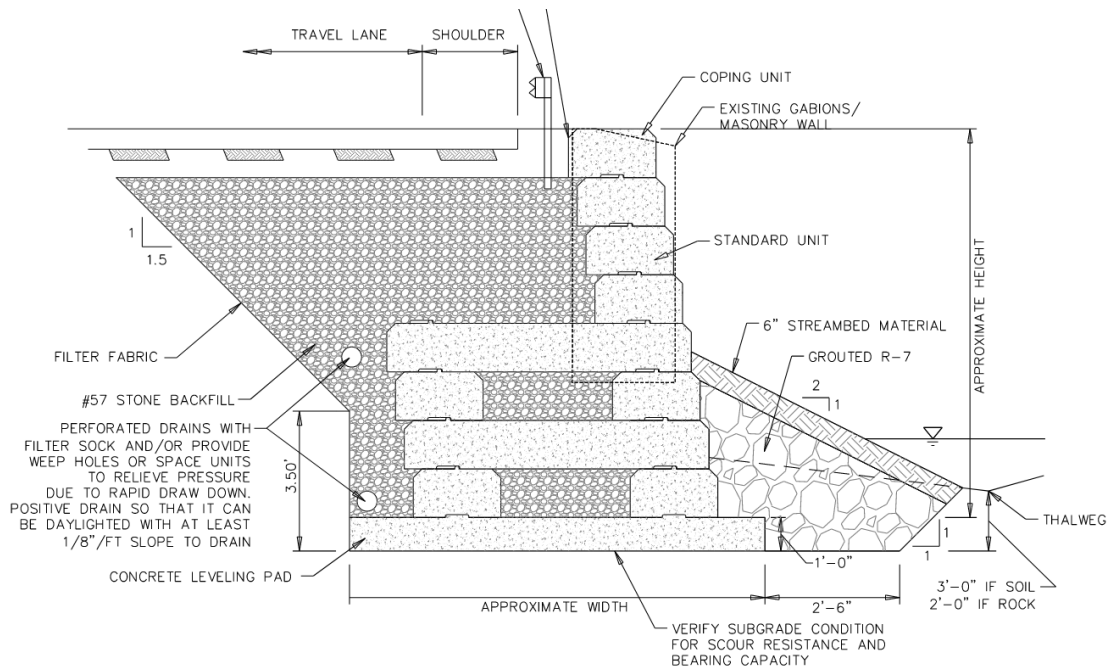 TRAVEL LANE
SHOULDER
COPING UNIT
EXISTING GABIONS/
MASONRY WALL
STANDARD UNIT
1
1.5
APPROXIMATE HEIGHT
6" STREAMBED MATERIAL
GROUTED R-7
2
1
FILTER FABRIC
#57 STONE BACKFILL
PERFORATED DRAINS WITH
FILTER SOCK AND/OR PROVIDE
WEEP HOLES OR SPACE UNITS
TO RELIEVE PRESSURE
DUE TO RAPID DRAW DOWN.
POSITIVE DRAIN SO THAT IT CAN
BE DAYLIGHTED WITH AT LEAST
1/8"/FT SLOPE TO DRAIN
3.50'
CONCRETE LEVELING PAD
THALWEG
1
1
1'-0"
3'-0" IF SOIL
2'-0" IF ROCK
APPROXIMATE WIDTH
2'-6"
VERIFY SUBGRADE CONDITION
FOR SCOUR RESISTANCE AND
BEARING CAPACITY